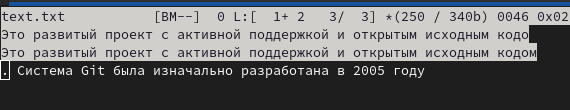 text.txt [BM--] 0 L:[ 1+ 2 3/ 3] *(250 / 340b) 0046 0x02
Это развитый проект с активной поддержкой и открытым исходным кодо
Это развитый проект с активной поддержкой и открытым исходным кодом
. Система Git была изначально разработана в 2005 году